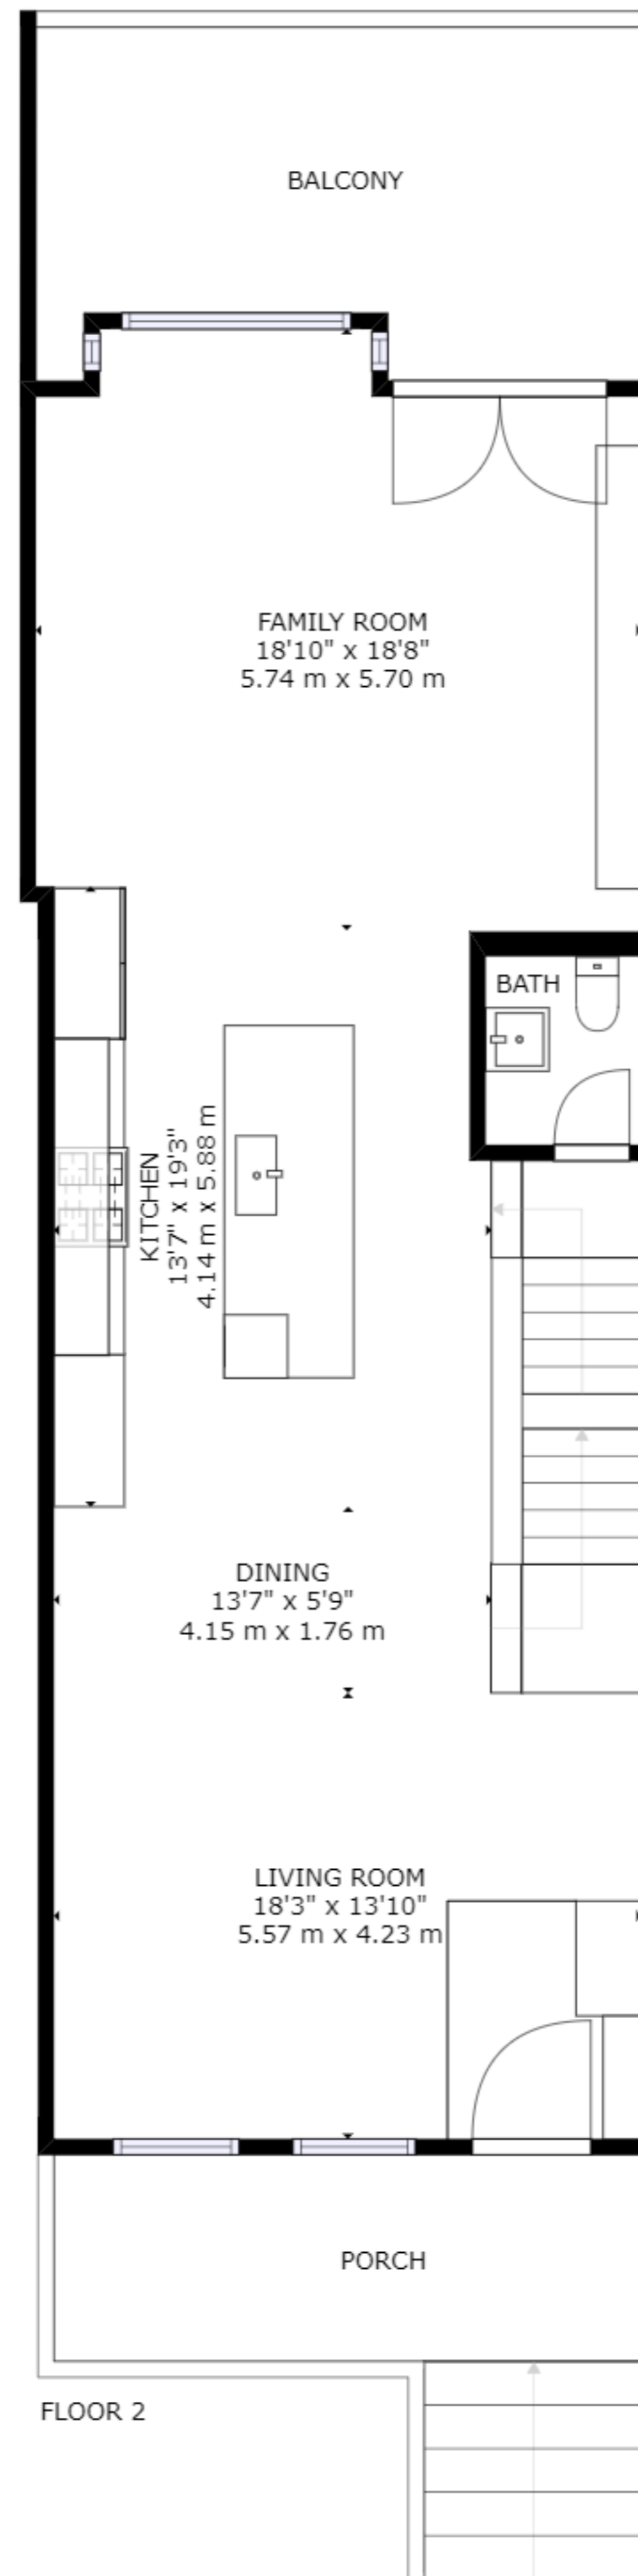 BALCONY
FAMILY ROOM
18'10" x 18'8"
5.74 m x 5.70 m
BATH
KITCHEN
13'7" x 19'3"
4.14 m x 5.88 m
DINING
13'7" x 5'9"
4.15 m x 1.76 m
LIVING ROOM
18'3" x 13'10"
5.57 m x 4.23 m
PORCH
FLOOR 2